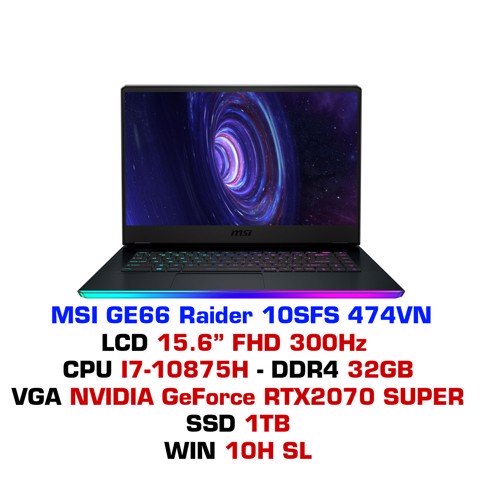 msi
MSI GE66 Raider 10SFS 474VN
LCD 15.6” FHD 300Hz
CPU I7-10875H - DDR4 32GB
VGA NVIDIA GeForce RTX2070 SUPER
SSD 1TB
WIN 10H SL